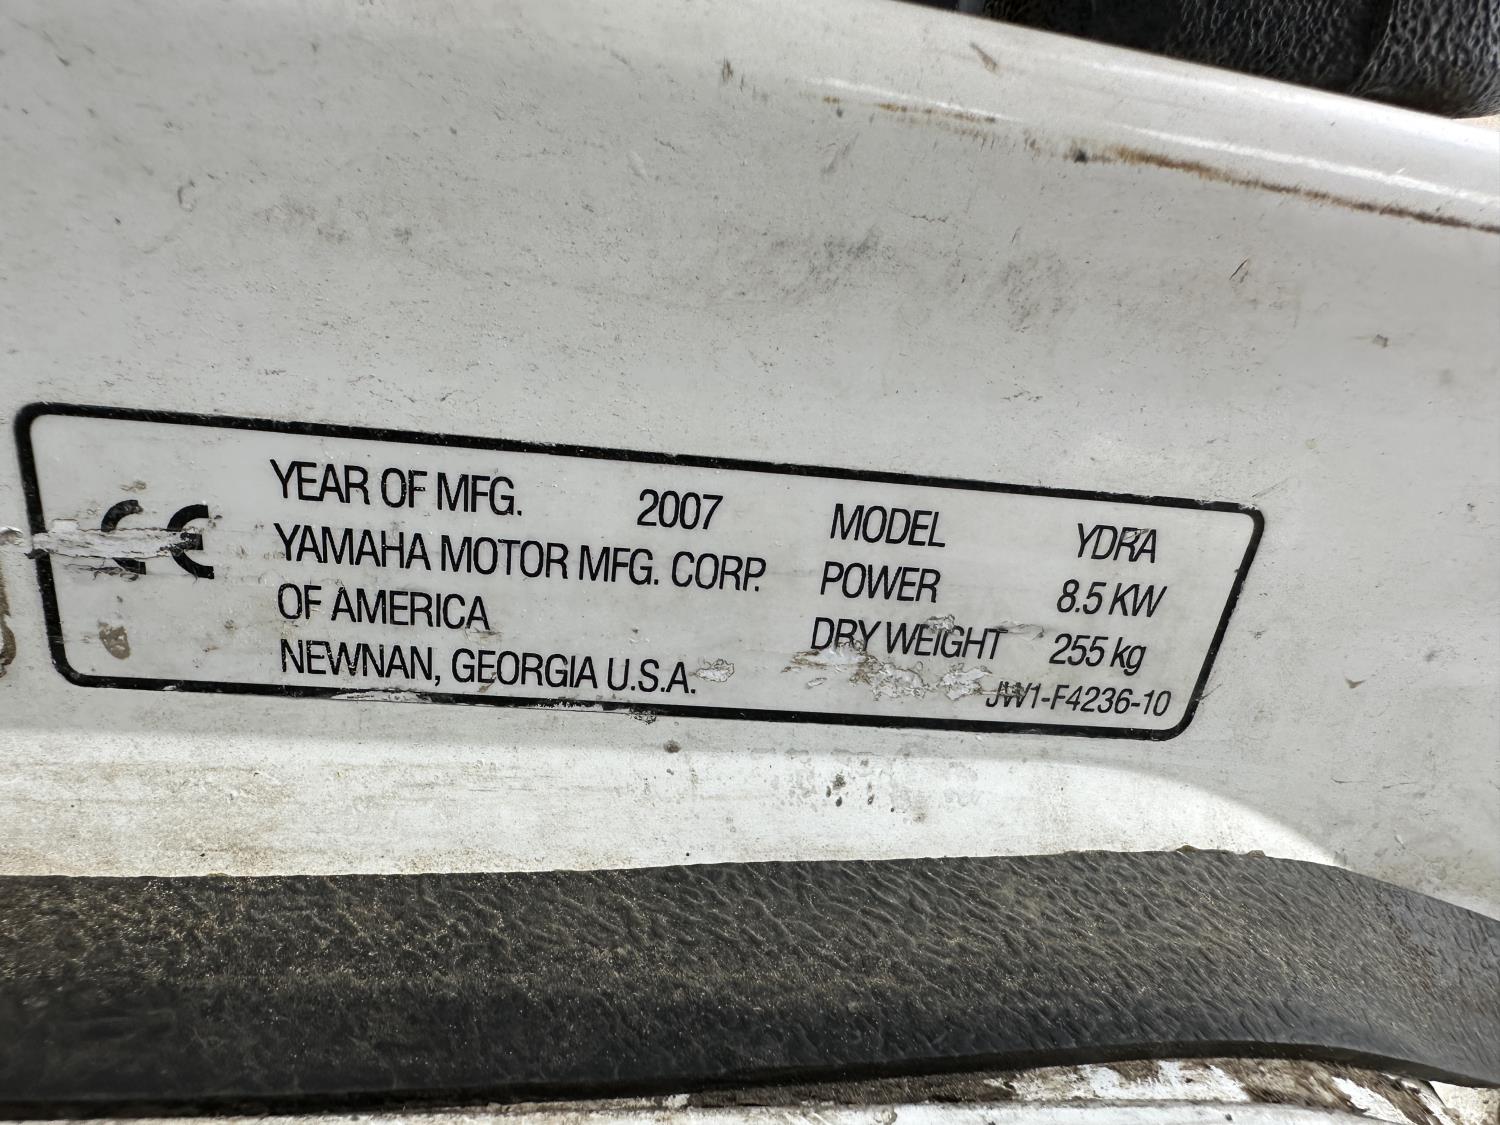 CE
YEAR OF MFG. 2007
YAMAHA MOTOR MFG. CORP.
OF AMERICA
NEWNAN, GEORGIA U.S.A.
MODEL YDRA
POWER 8.5 KW
DRY WEIGHT 255 kg
JW1-F4236-10